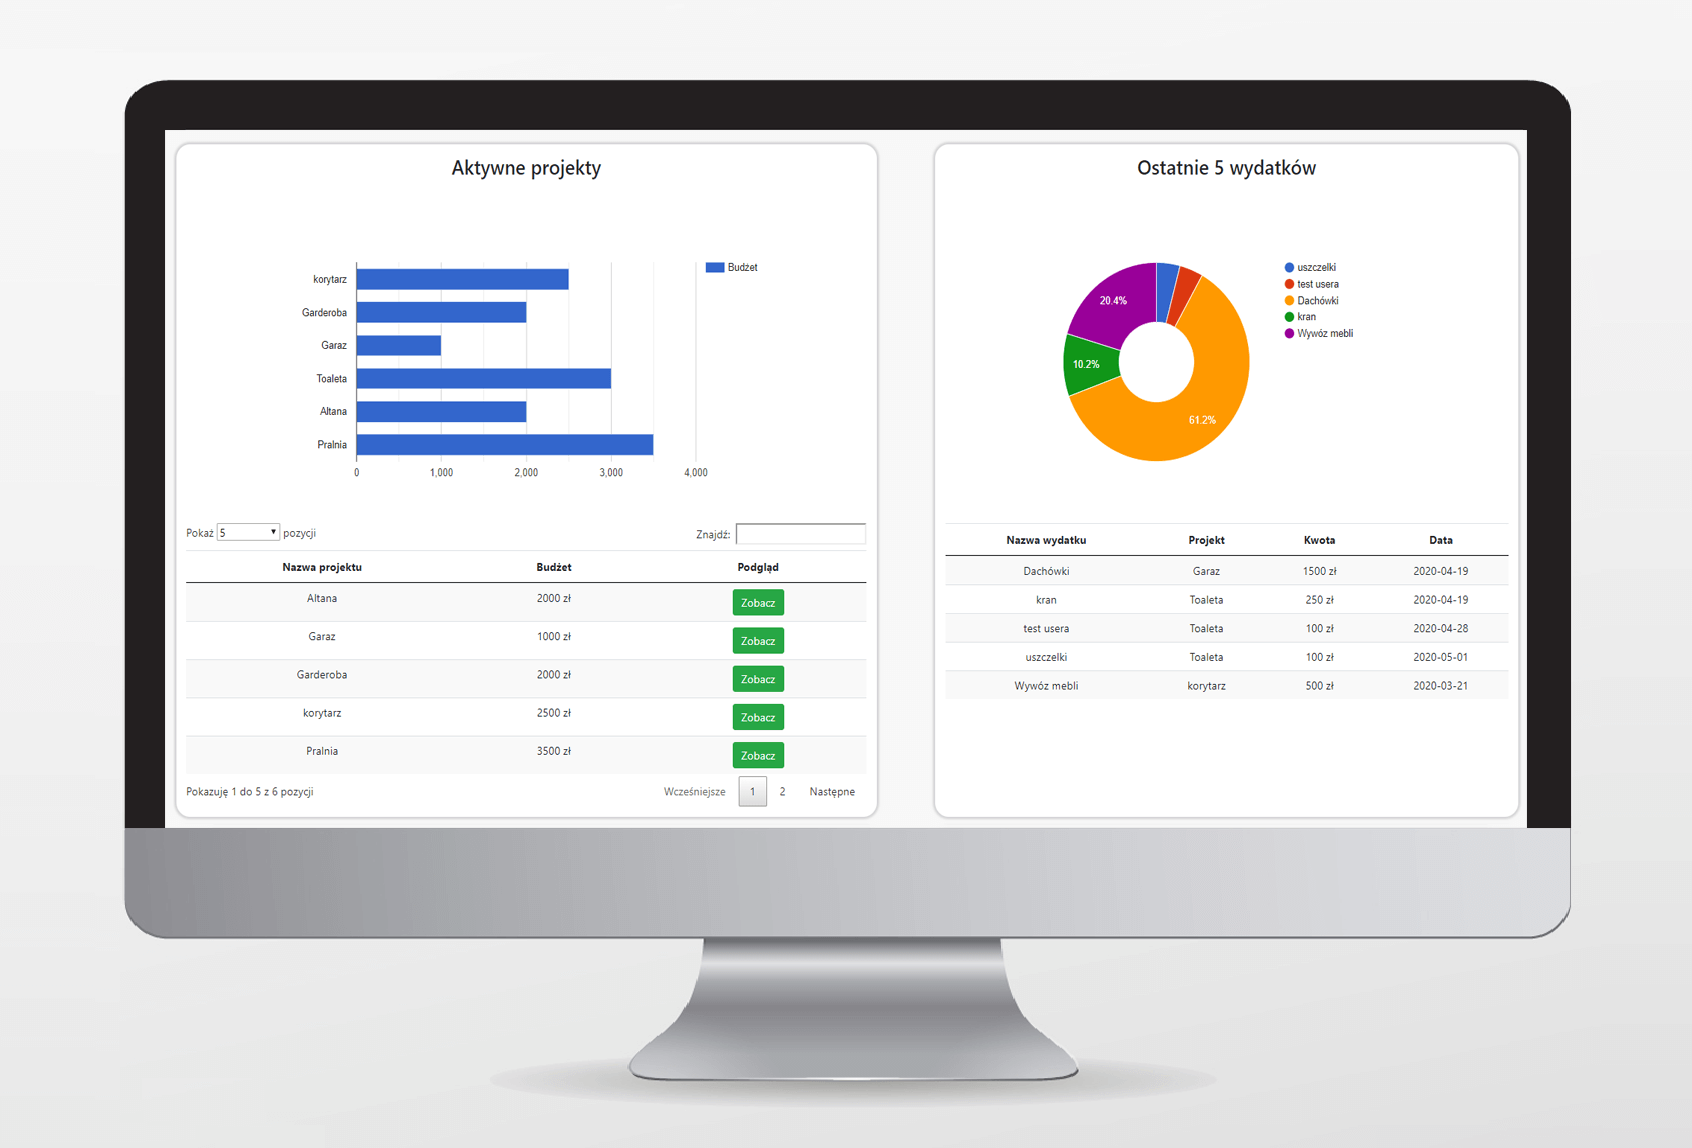 Aktywne projekty
Budżet
korytarz
Garderoba
Garaz
Toaleta
Altana
Pralnia
0 1,000 2,000 3,000 4,000
Pokaż 5 pozycji Znajdź:
Nazwa projektu Budżet Podgląd
Altana 2000 zł Zobacz
Garaz 1000 zł Zobacz
Garderoba 2000 zł Zobacz
korytarz 2500 zł Zobacz
Pralnia 3500 zł Zobacz
Pokazuję 1 do 5 z 6 pozycji Wcześniejsze 1 2 Następne
Ostatnie 5 wydatków
20.4%
10.2%
61.2%
uszczelki
test usera
Dachówki
kran
Wywóz mebli
Nazwa wydatku Projekt Kwota Data
Dachówki Garaz 1500 zł 2020-04-19
kran Toaleta 250 zł 2020-04-19
test usera Toaleta 100 zł 2020-04-28
uszczelki Toaleta 100 zł 2020-05-01
Wywóz mebli korytarz 500 zł 2020-03-21